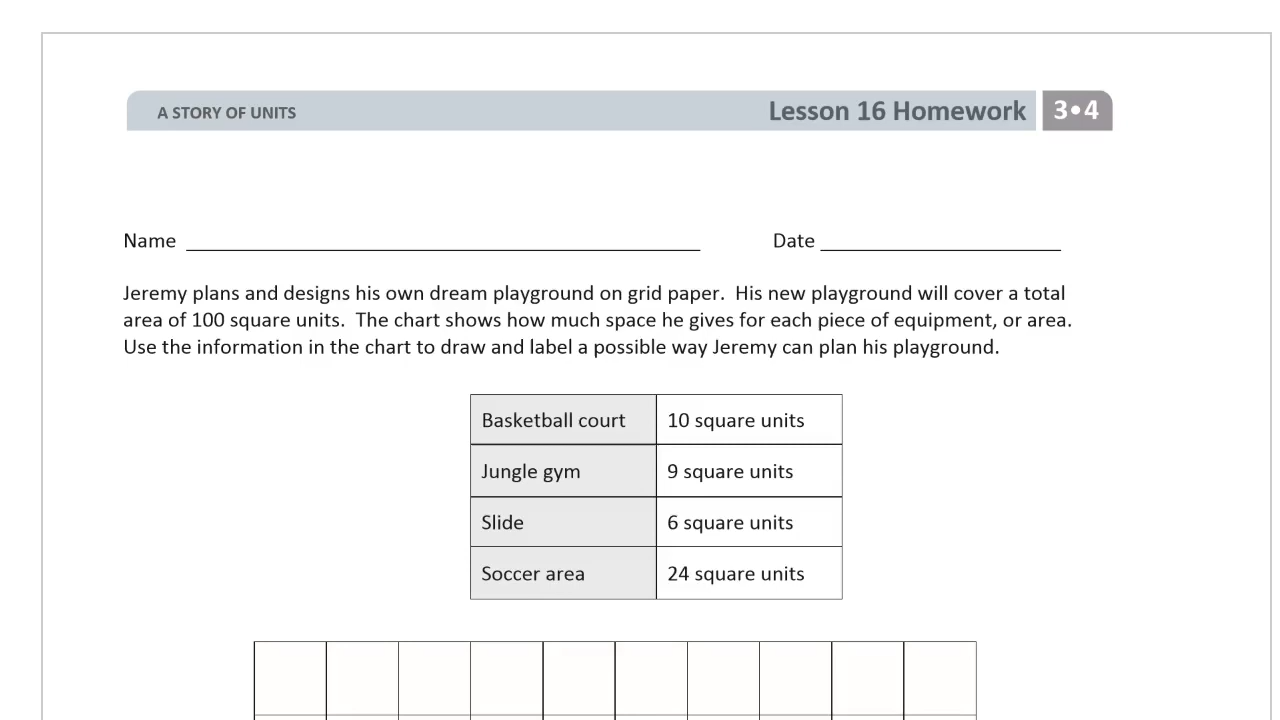 A STORY OF UNITS
Lesson 16 Homework 3•4
Name
Date
Jeremy plans and designs his own dream playground on grid paper.  His new playground will cover a total
area of 100 square units.  The chart shows how much space he gives for each piece of equipment, or area.
Use the information in the chart to draw and label a possible way Jeremy can plan his playground.
Basketball court 10 square units
Jungle gym 9 square units
Slide 6 square units
Soccer area 24 square units